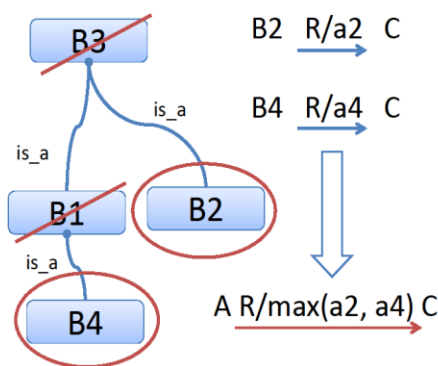 B3
B2 R/a2 C
is_a
B4 R/a4 C
is_a
B1
B2
is_a
B4
A R/max(a2, a4) C